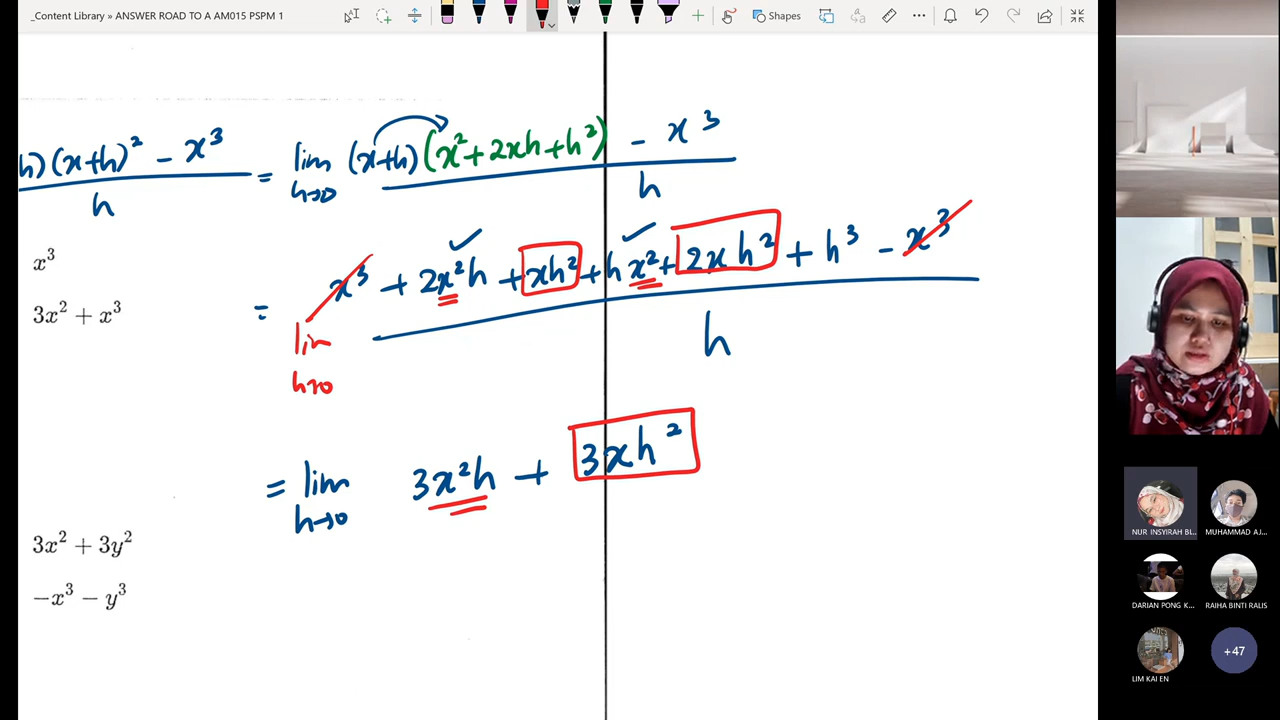 _Content Library » ANSWER ROAD TO A AM015 PSPM 1
Shapes
h)(x+h)² - x³ / h = lim h→0 (x+h)(x²+2xh+h²) - x³ / h
= lim h→0 x³ + 2x²h + xh² + hx² + 2xh² + h³ - x³ / h
x³
3x² + x³
= lim h→0 3x²h + 3xh²
3x² + 3y²
-x³ - y³
NUR INSYIRAH BI...
MUHAMMAD AJ...
DARIAN PONG K...
RAIHA BINTI RALIS
LIM KAI EN
+47